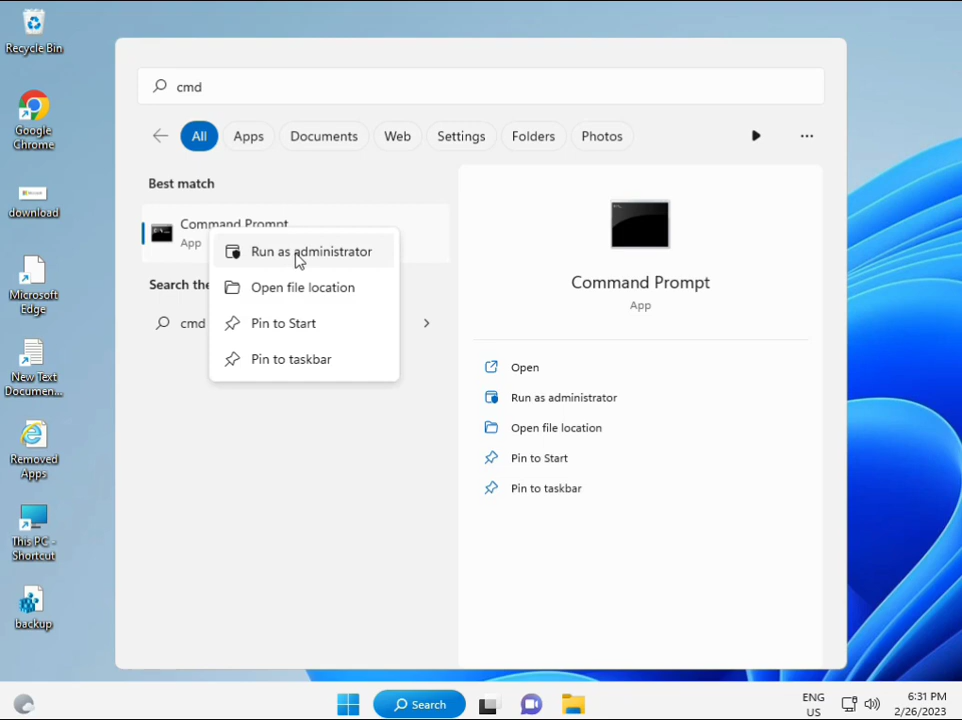 Recycle Bin
Google
Chrome
download
Microsoft
Edge
New Text
Documen...
Removed
Apps
This PC -
Shortcut
backup
cmd
All
Apps
Documents
Web
Settings
Folders
Photos
Best match
Command Prompt
App
Run as administrator
Open file location
Pin to Start
Pin to taskbar
Search the
cmd
Command Prompt
App
Open
Run as administrator
Open file location
Pin to Start
Pin to taskbar
Search
ENG
US
6:31 PM
2/26/2023